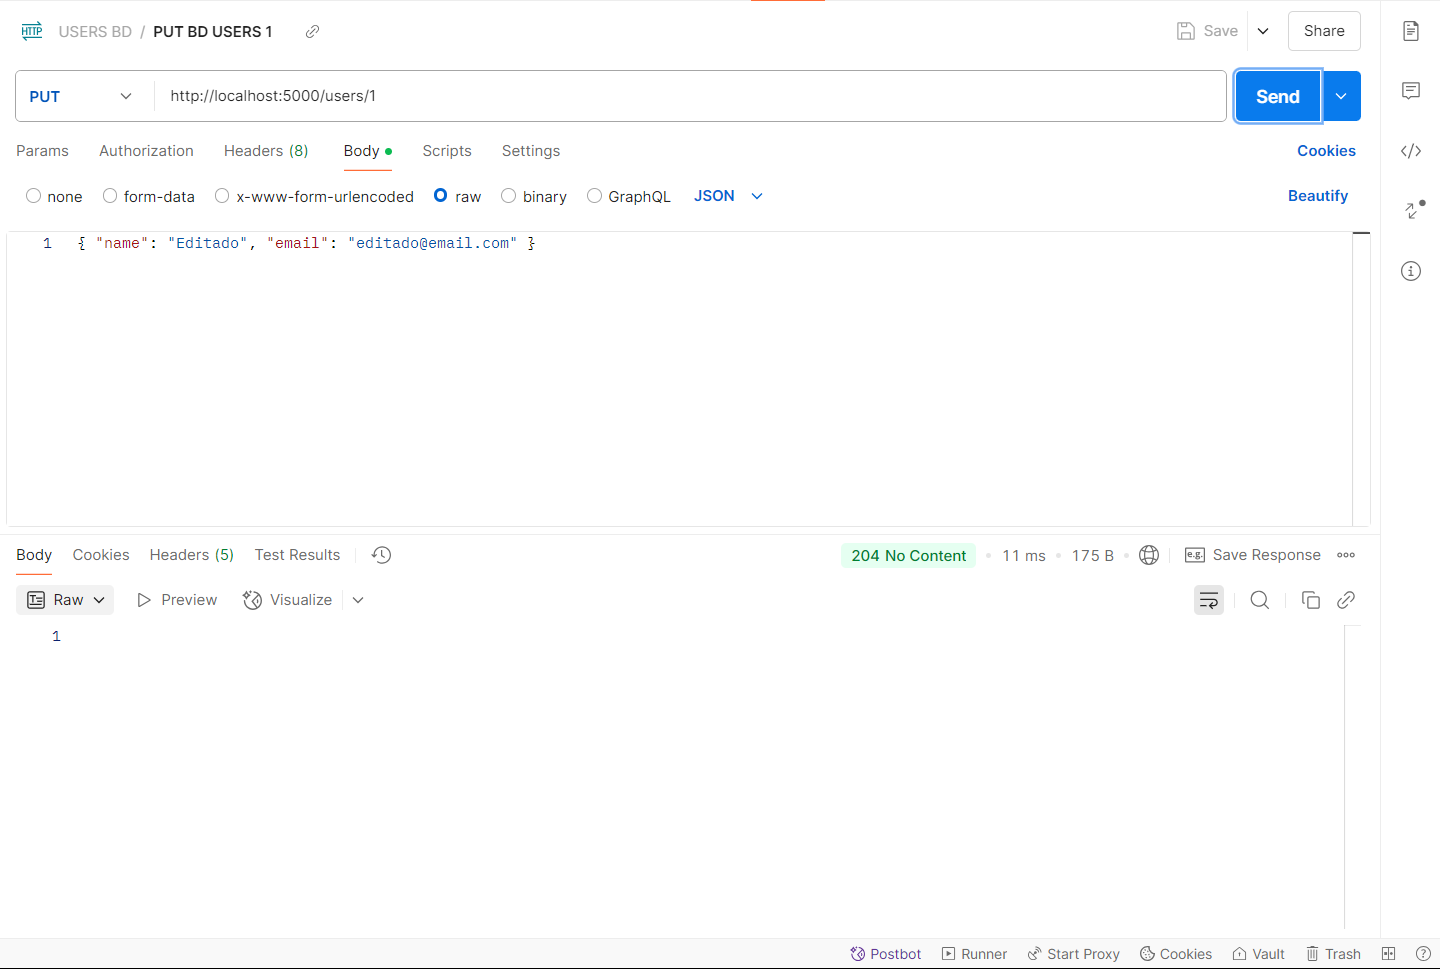 HTTP USERS BD / PUT BD USERS 1 Save Share
PUT http://localhost:5000/users/1 Send
Params Authorization Headers (8) Body Scripts Settings Cookies
none form-data x-www-form-urlencoded raw binary GraphQL JSON Beautify
1 { "name": "Editado", "email": "editado@email.com" }
Body Cookies Headers (5) Test Results 204 No Content 11 ms 175 B e.g. Save Response
Raw Preview Visualize
1
Postbot Runner Start Proxy Cookies Vault Trash